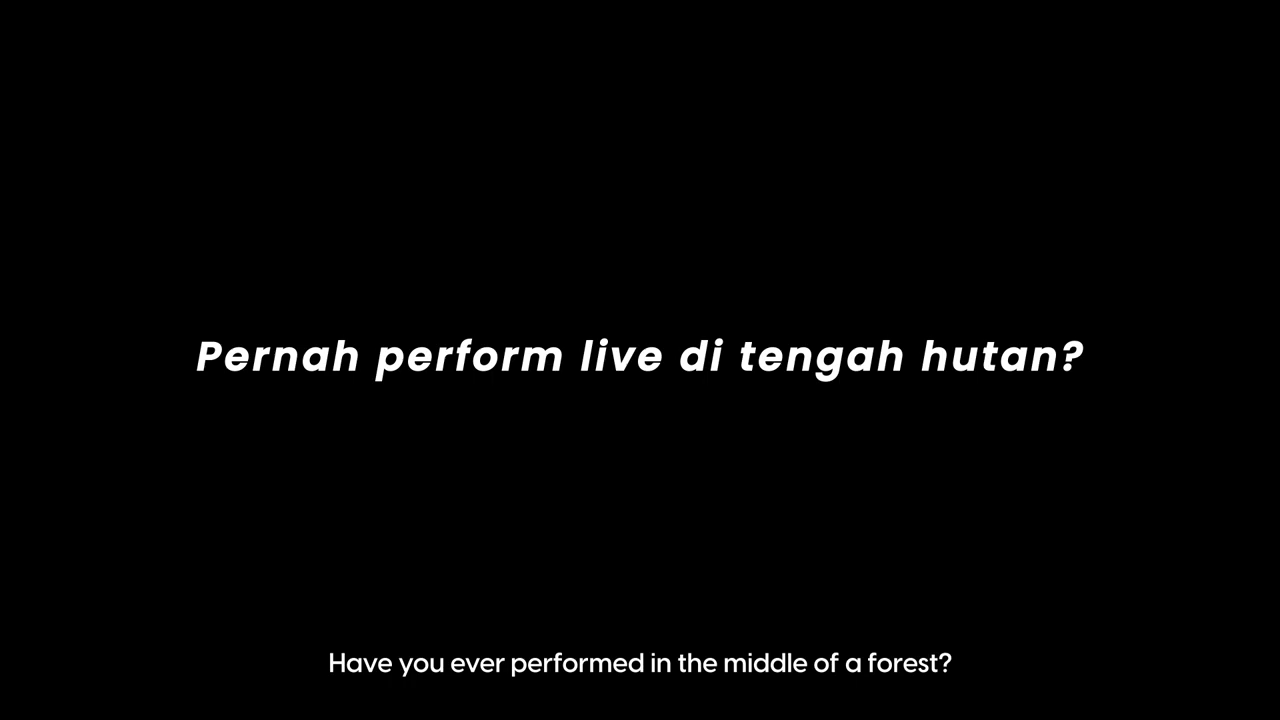 Pernah perform live di tengah hutan?
Have you ever performed in the middle of a forest?